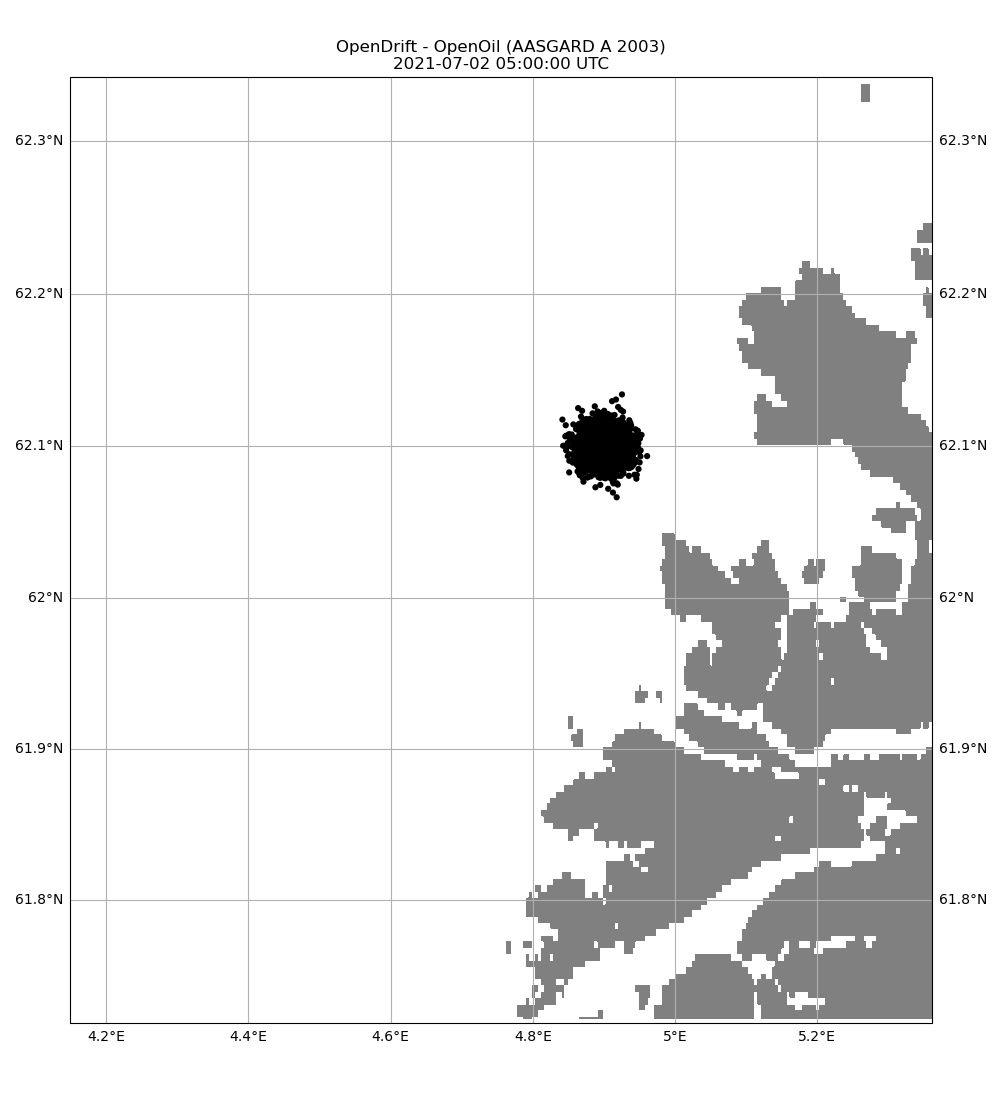 OpenDrift - OpenOil (AASGARD A 2003)
2021-07-02 05:00:00 UTC
62.3°N 62.3°N
62.2°N 62.2°N
62.1°N 62.1°N
62°N 62°N
61.9°N 61.9°N
61.8°N 61.8°N
4.2°E 4.4°E 4.6°E 4.8°E 5°E 5.2°E